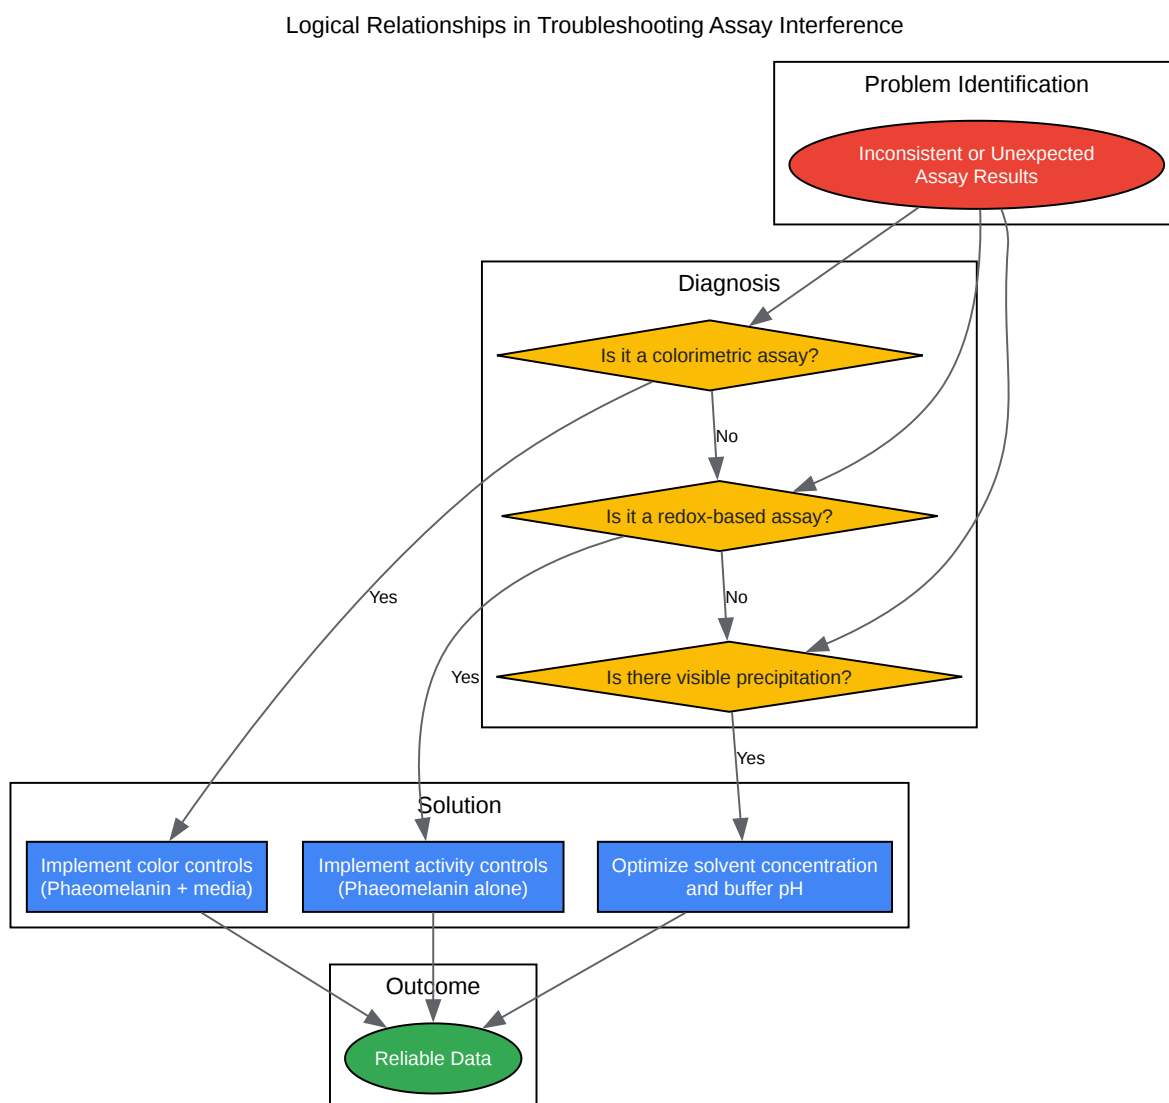 Logical Relationships in Troubleshooting Assay Interference
Problem Identification
Inconsistent or Unexpected
Assay Results
Diagnosis
Is it a colorimetric assay?
No
Is it a redox-based assay?
Yes
No
Yes
Is there visible precipitation?
Yes
Solution
Implement color controls
(Phaeomelanin + media)
Implement activity controls
(Phaeomelanin alone)
Optimize solvent concentration
and buffer pH
Outcome
Reliable Data